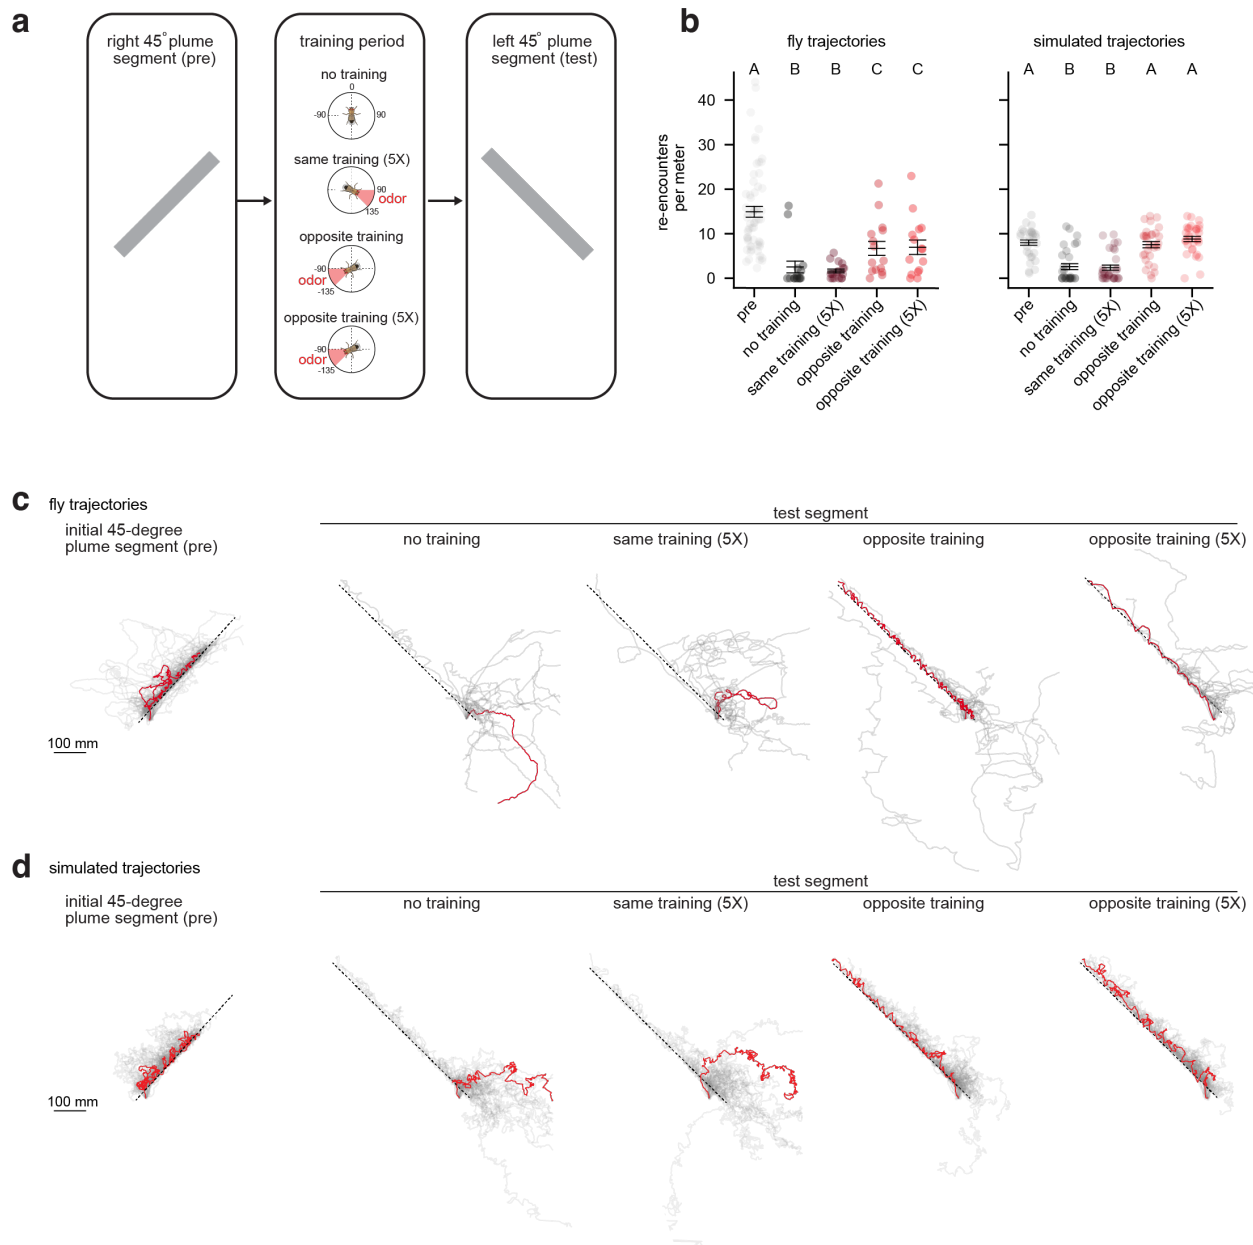 a
right 45° plume
segment (pre)
training period
no training
0
-90
90
same training (5X)
90
odor
135
opposite training
-90
odor
-135
opposite training (5X)
-90
odor
-135
left 45° plume
segment (test)
b
fly trajectories
A B B C C
re-encounters
per meter
40
30
20
10
0
pre
no training
same training (5X)
opposite training
opposite training (5X)
simulated trajectories
A B B A A
pre
no training
same training (5X)
opposite training
opposite training (5X)
c
fly trajectories
initial 45-degree
plume segment (pre)
test segment
no training
same training (5X)
opposite training
opposite training (5X)
100 mm
d
simulated trajectories
initial 45-degree
plume segment (pre)
test segment
no training
same training (5X)
opposite training
opposite training (5X)
100 mm